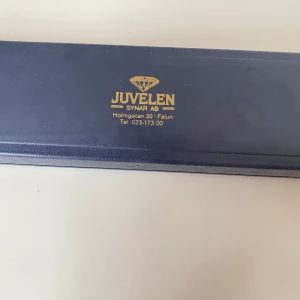 JUVELEN
SYNAR AB
Holmgatan 30 · Falun
Tel 023-173 00